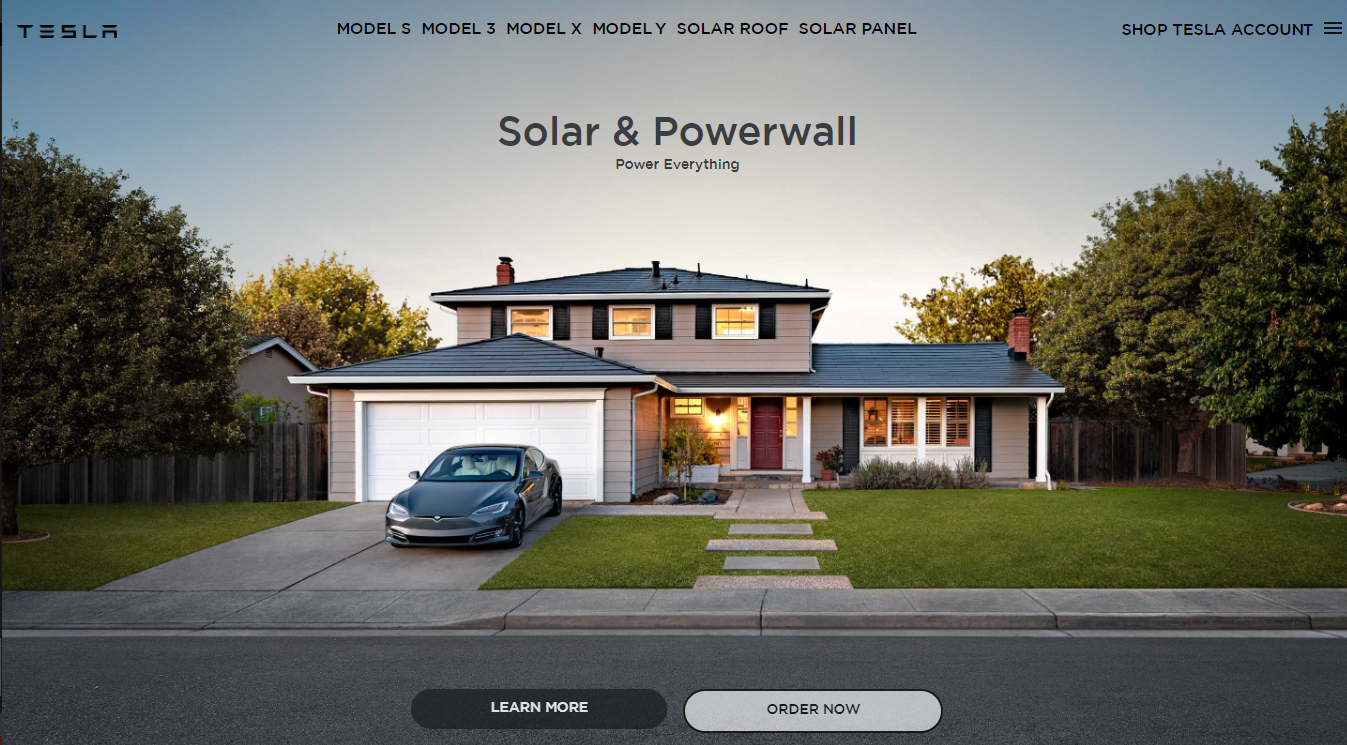 TESLA
MODEL S MODEL 3 MODEL X MODEL Y SOLAR ROOF SOLAR PANEL
SHOP TESLA ACCOUNT
Solar & Powerwall
Power Everything
LEARN MORE
ORDER NOW